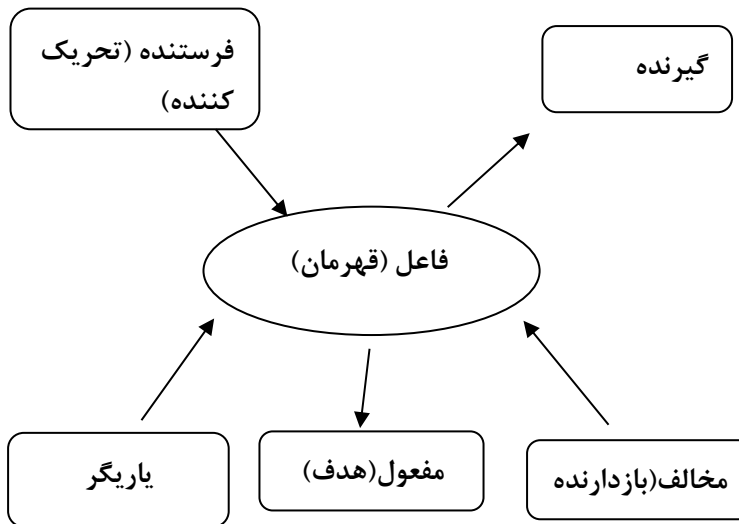 گیرنده
فرستنده (تحریک
کننده)
فاعل (قهرمان)
مخالف(بازدارنده
مفعول(هدف)
یاریگر